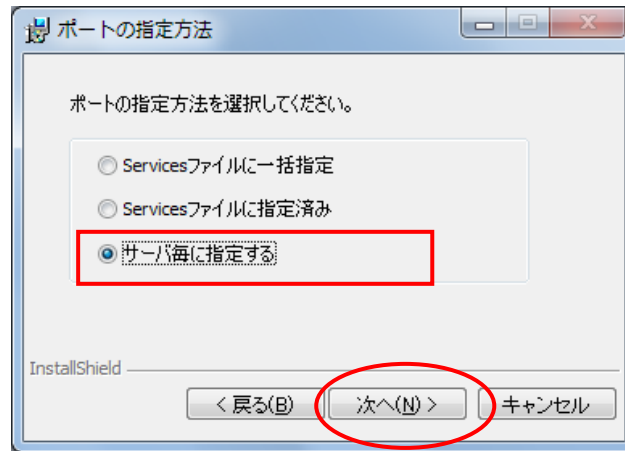 ポートの指定方法
ポートの指定方法を選択してください。
Servicesファイルに一括指定
Servicesファイルに指定済み
サーバ毎に指定する
InstallShield
< 戻る(B) 次へ(N) > キャンセル